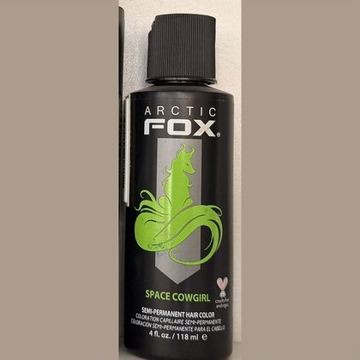 ARCTIC
FOX®
SPACE COWGIRL
SEMI-PERMANENT HAIR COLOR
COLORATION CAPILLAIRE SEMI-PERMANENTE
COLORACIÓN SEMI-PERMANENTE PARA EL CABELLO
4 fl. oz. / 118 ml ℮